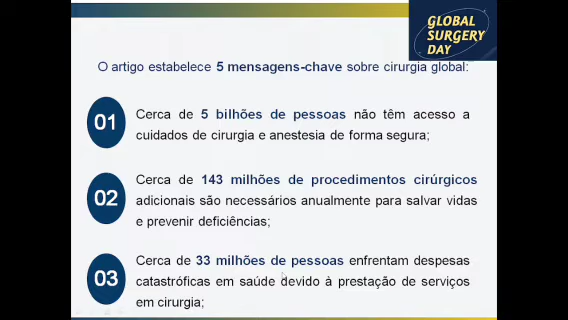 GLOBAL
SURGERY
DAY
O artigo estabelece 5 mensagens-chave sobre cirurgia global:
01
Cerca de 5 bilhões de pessoas não têm acesso a
cuidados de cirurgia e anestesia de forma segura;
02
Cerca de 143 milhões de procedimentos cirúrgicos
adicionais são necessários anualmente para salvar vidas
e prevenir deficiências;
03
Cerca de 33 milhões de pessoas enfrentam despesas
catastróficas em saúde devido à prestação de serviços
em cirurgia;